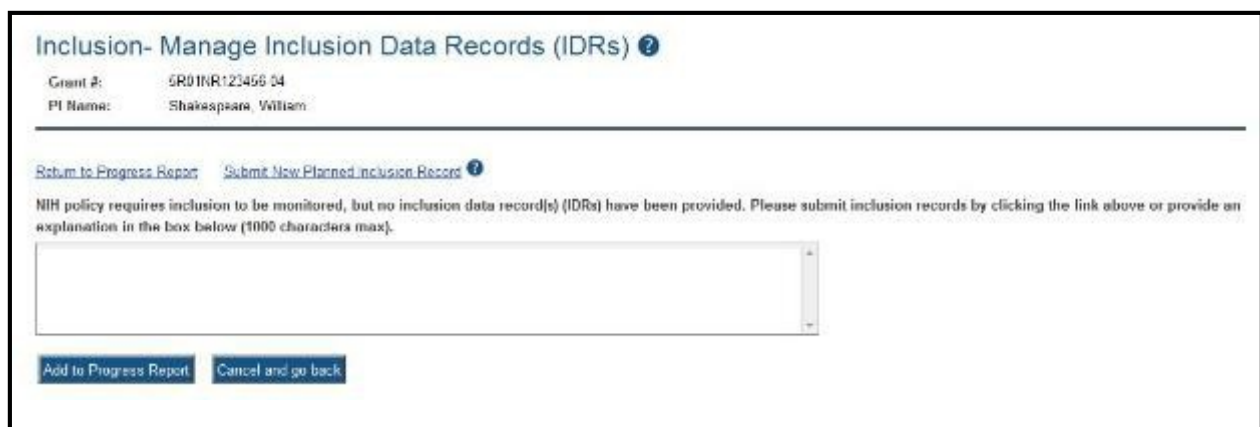 Inclusion- Manage Inclusion Data Records (IDRs) ?
Grant #: 5R01NR123456-04
PI Name: Shakespeare, William
Return to Progress Report Submit New Planned Inclusion Record ?
NIH policy requires inclusion to be monitored, but no inclusion data record(s) (IDRs) have been provided. Please submit inclusion records by clicking the link above or provide an
explanation in the box below (1000 characters max).
Add to Progress Report Cancel and go back